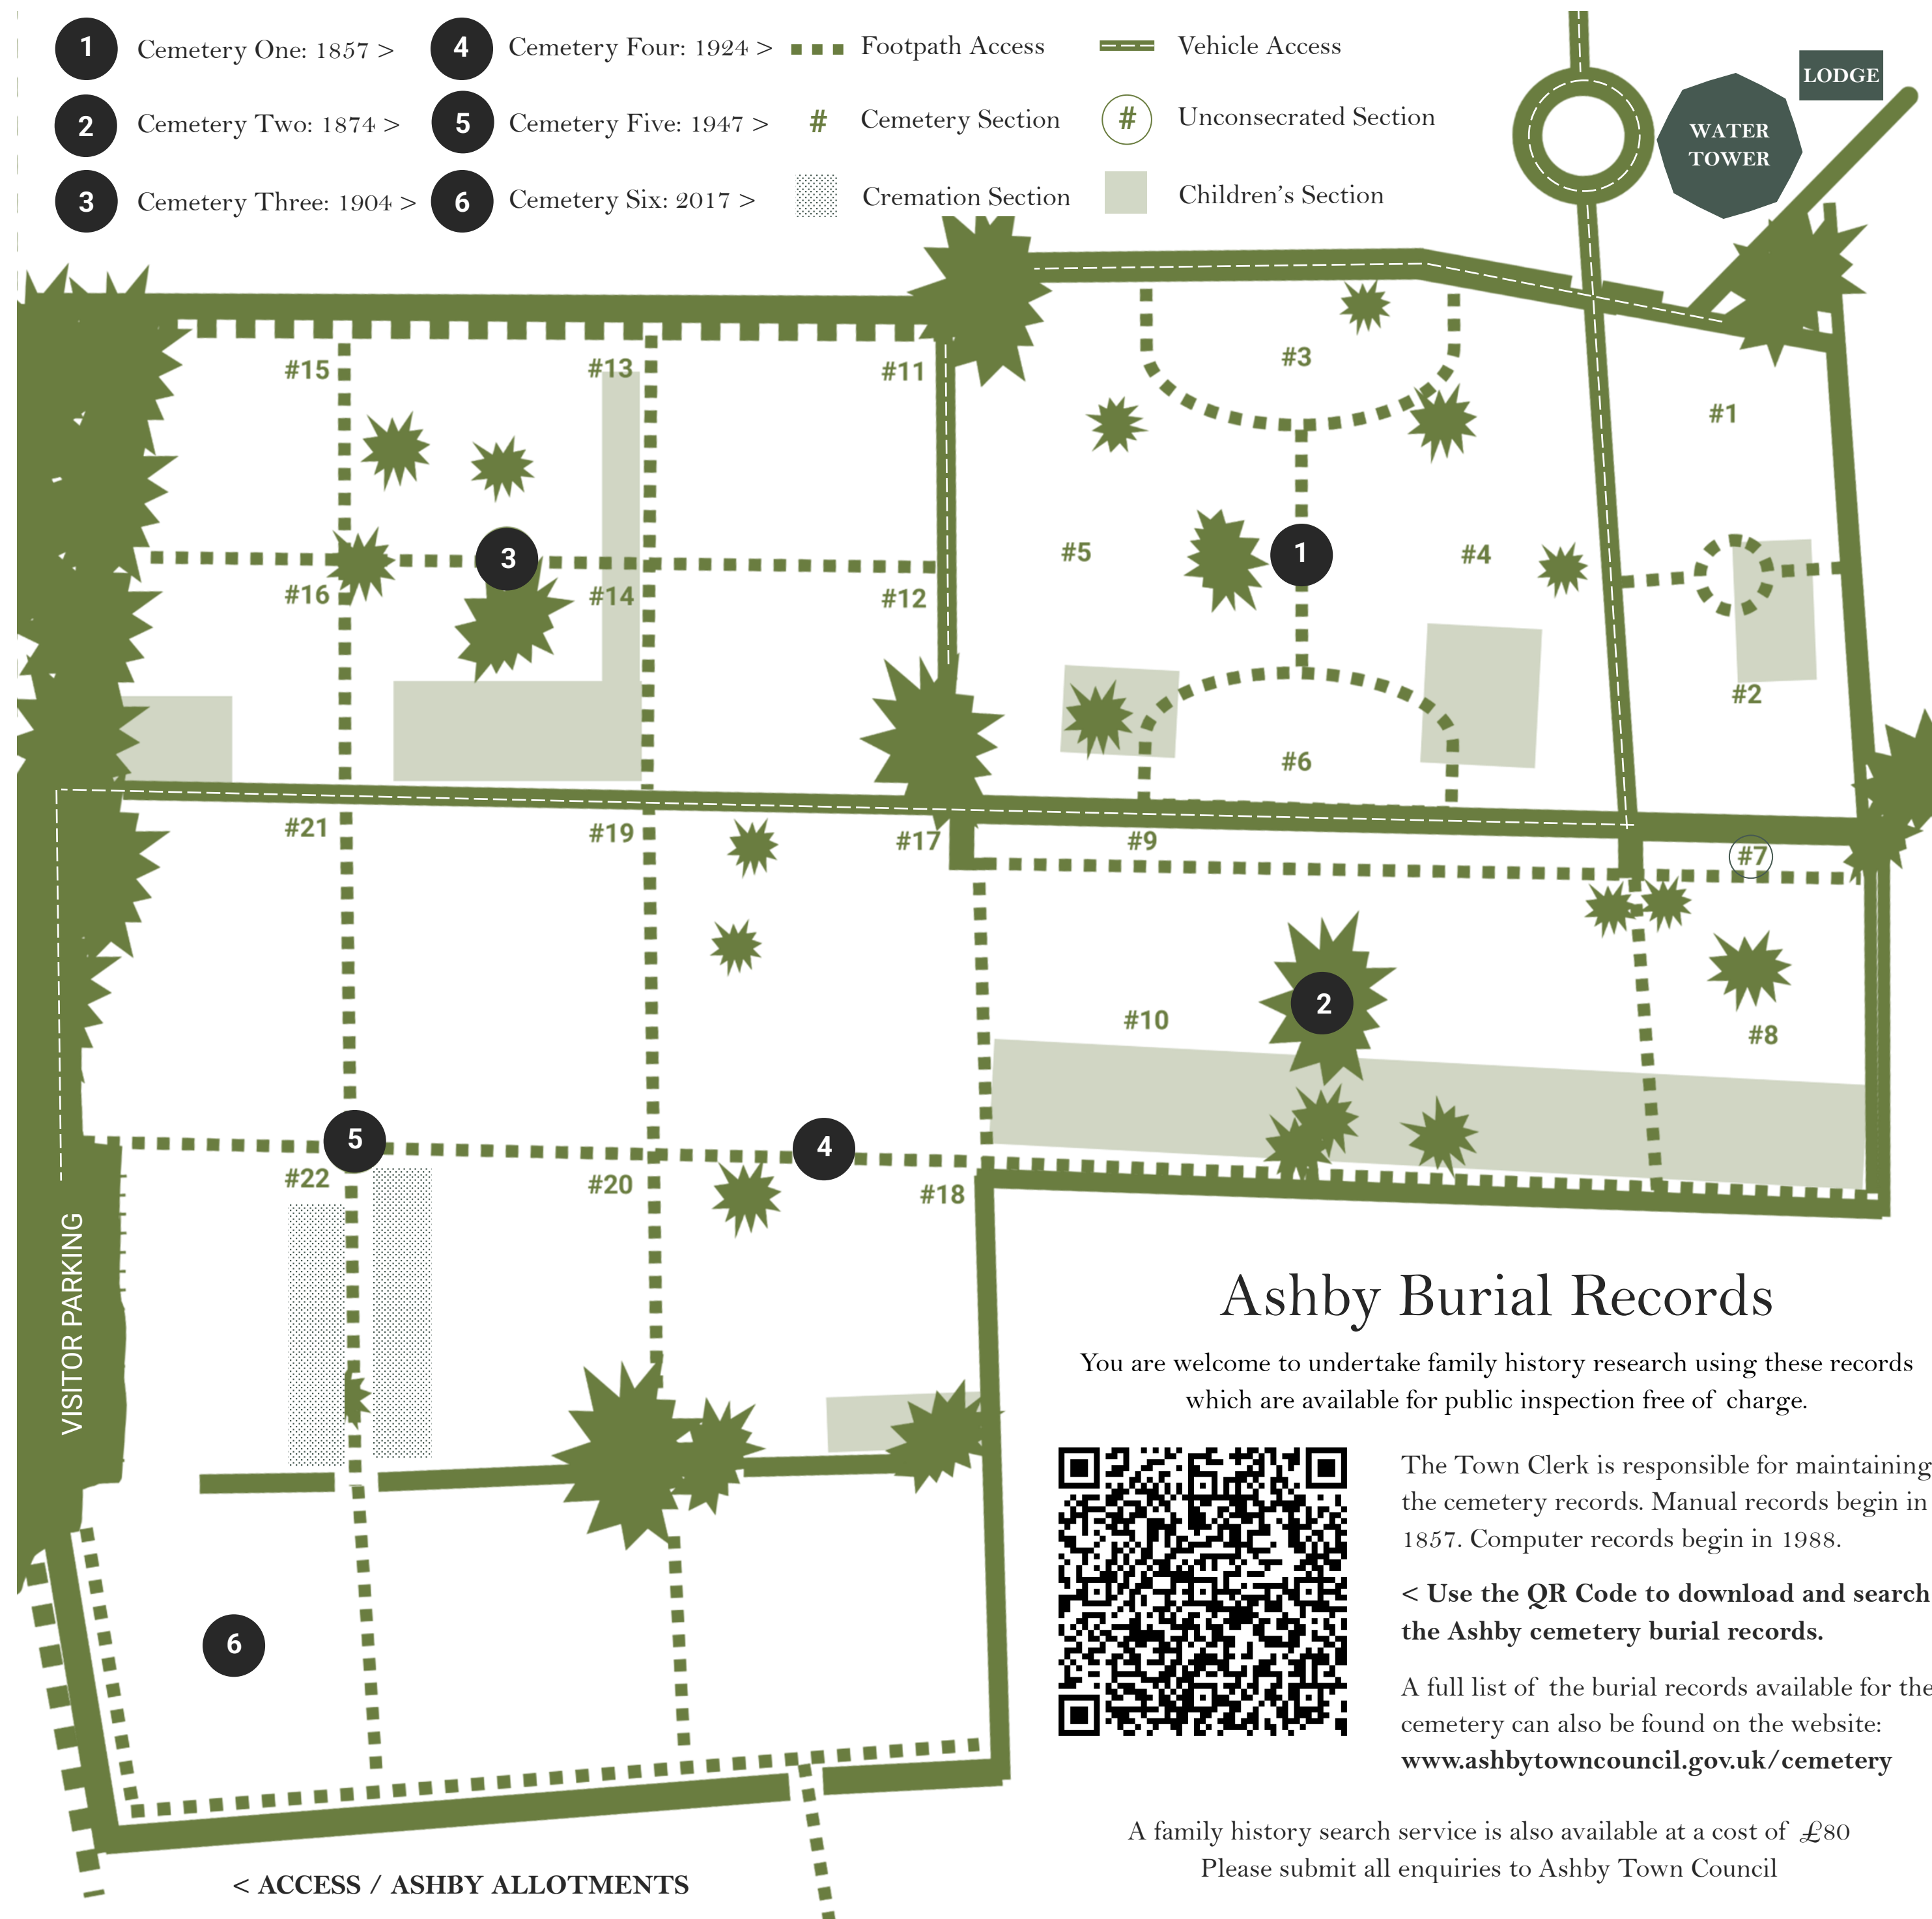 1 Cemetery One: 1857 >
2 Cemetery Two: 1874 >
3 Cemetery Three: 1904 >
4 Cemetery Four: 1924 >
5 Cemetery Five: 1947 >
6 Cemetery Six: 2017 >
Footpath Access
# Cemetery Section
Cremation Section
Vehicle Access
# Unconsecrated Section
Children's Section
LODGE
WATER
TOWER
#15
#13
#11
#3
#1
3
#16
#14
#12
#5
1
#4
#2
#6
#21
#19
#17
#9
#7
2
#10
#8
5
4
#22
#20
#18
VISITOR PARKING
6
< ACCESS / ASHBY ALLOTMENTS
Ashby Burial Records
You are welcome to undertake family history research using these records
which are available for public inspection free of charge.
The Town Clerk is responsible for maintaining
the cemetery records. Manual records begin in
1857. Computer records begin in 1988.
< Use the QR Code to download and search
the Ashby cemetery burial records.
A full list of the burial records available for the
cemetery can also be found on the website:
www.ashbytowncouncil.gov.uk/cemetery
A family history search service is also available at a cost of £80
Please submit all enquiries to Ashby Town Council